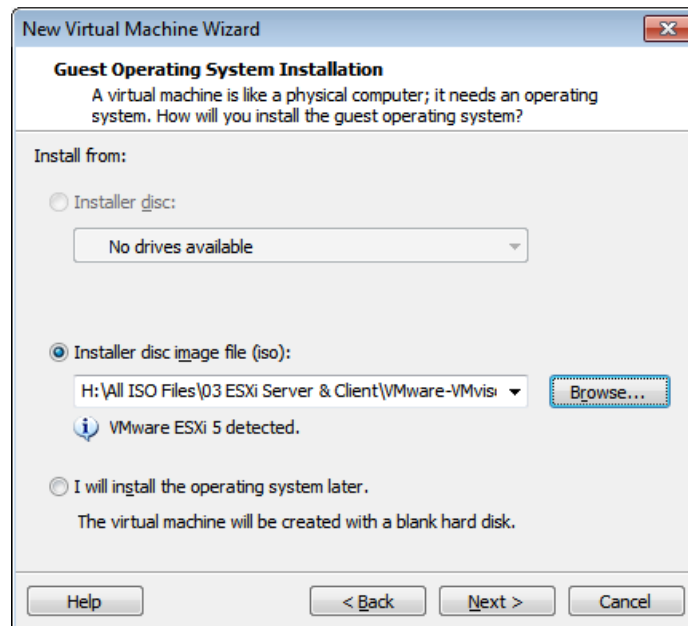 New Virtual Machine Wizard
Guest Operating System Installation
A virtual machine is like a physical computer; it needs an operating
system. How will you install the guest operating system?
Install from:
Installer disc:
No drives available
Installer disc image file (iso):
H:\All ISO Files\03 ESXi Server & Client\VMware-VMvis
Browse...
VMware ESXi 5 detected.
I will install the operating system later.
The virtual machine will be created with a blank hard disk.
Help
< Back
Next >
Cancel